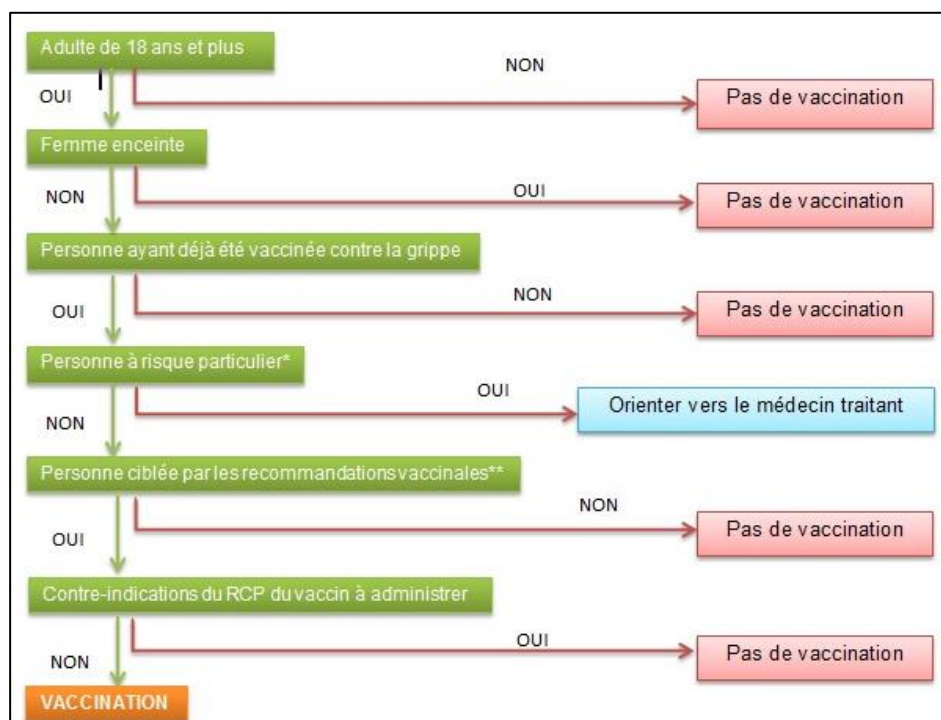 Adulte de 18 ans et plus
NON
OUI
Pas de vaccination
Femme enceinte
NON
OUI
Pas de vaccination
Personne ayant déjà été vaccinée contre la grippe
NON
OUI
Pas de vaccination
Personne à risque particulier*
OUI
NON
Orienter vers le médecin traitant
Personne ciblée par les recommandations vaccinales**
NON
OUI
Pas de vaccination
Contre-indications du RCP du vaccin à administrer
OUI
NON
Pas de vaccination
VACCINATION